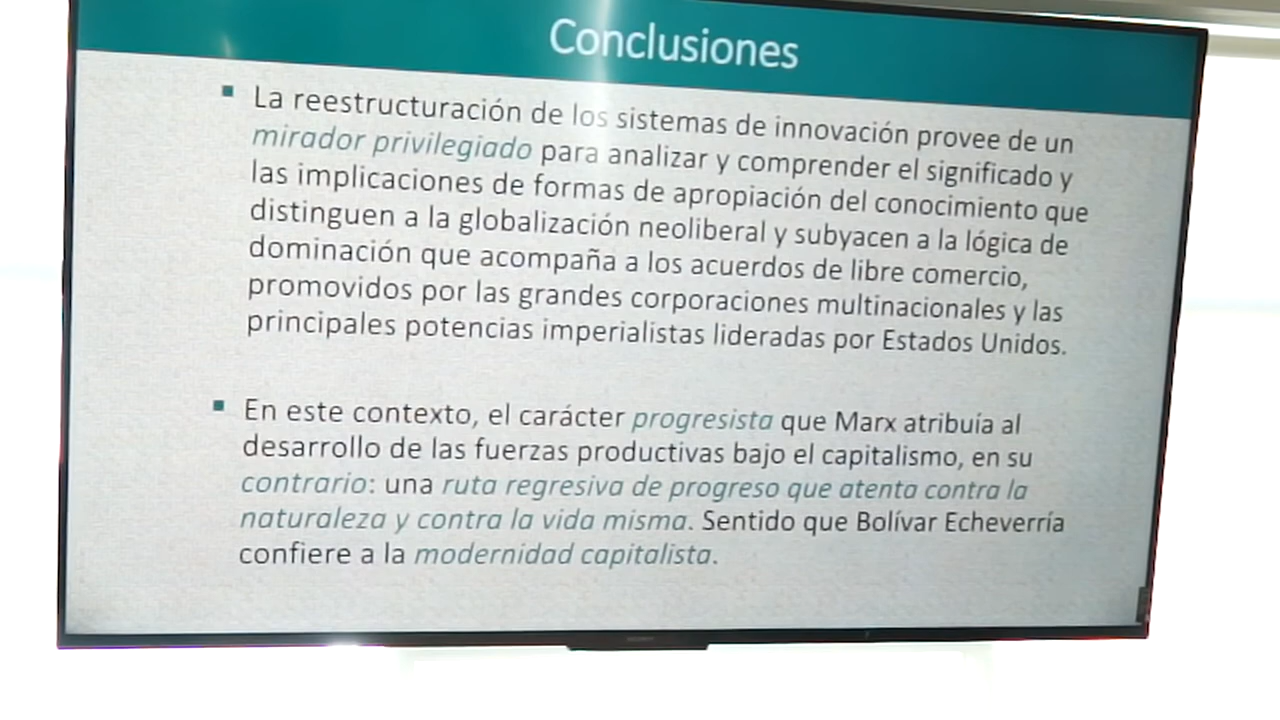 Conclusiones
▪ La reestructuración de los sistemas de innovación provee de un
mirador privilegiado para analizar y comprender el significado y
las implicaciones de formas de apropiación del conocimiento que
distinguen a la globalización neoliberal y subyacen a la lógica de
dominación que acompaña a los acuerdos de libre comercio,
promovidos por las grandes corporaciones multinacionales y las
principales potencias imperialistas lideradas por Estados Unidos.
▪ En este contexto, el carácter progresista que Marx atribuía al
desarrollo de las fuerzas productivas bajo el capitalismo, en su
contrario: una ruta regresiva de progreso que atenta contra la
naturaleza y contra la vida misma. Sentido que Bolívar Echeverría
confiere a la modernidad capitalista.